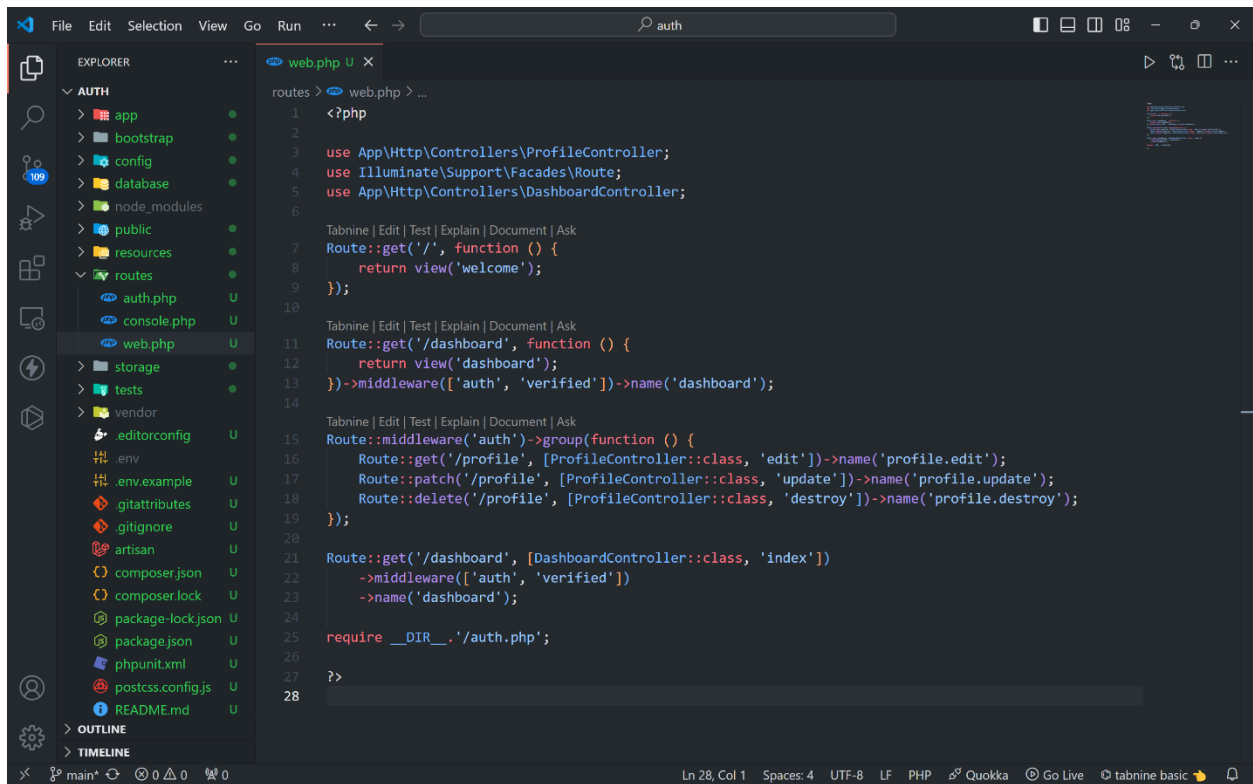 File Edit Selection View Go Run ··· auth
EXPLORER ···
AUTH
app
bootstrap
config
database
node_modules
public
resources
routes
auth.php U
console.php U
web.php U
storage
tests
vendor
.editorconfig U
.env
.env.example U
.gitattributes U
.gitignore U
artisan U
composer.json U
composer.lock U
package-lock.json U
package.json U
phpunit.xml U
postcss.config.js U
README.md U
OUTLINE
TIMELINE
109
web.php U
routes > web.php > ...
1 <?php
2
3 use App\Http\Controllers\ProfileController;
4 use Illuminate\Support\Facades\Route;
5 use App\Http\Controllers\DashboardController;
6
Tabnine | Edit | Test | Explain | Document | Ask
7 Route::get('/', function () {
8     return view('welcome');
9 });
10
Tabnine | Edit | Test | Explain | Document | Ask
11 Route::get('/dashboard', function () {
12     return view('dashboard');
13 })->middleware(['auth', 'verified'])->name('dashboard');
14
Tabnine | Edit | Test | Explain | Document | Ask
15 Route::middleware('auth')->group(function () {
16     Route::get('/profile', [ProfileController::class, 'edit'])->name('profile.edit');
17     Route::patch('/profile', [ProfileController::class, 'update'])->name('profile.update');
18     Route::delete('/profile', [ProfileController::class, 'destroy'])->name('profile.destroy');
19 });
20
21 Route::get('/dashboard', [DashboardController::class, 'index'])
22     ->middleware(['auth', 'verified'])
23     ->name('dashboard');
24
25 require __DIR__.'/auth.php';
26
27 ?>
28
main* 0 0 0 Ln 28, Col 1 Spaces: 4 UTF-8 LF PHP Quokka Go Live tabnine basic